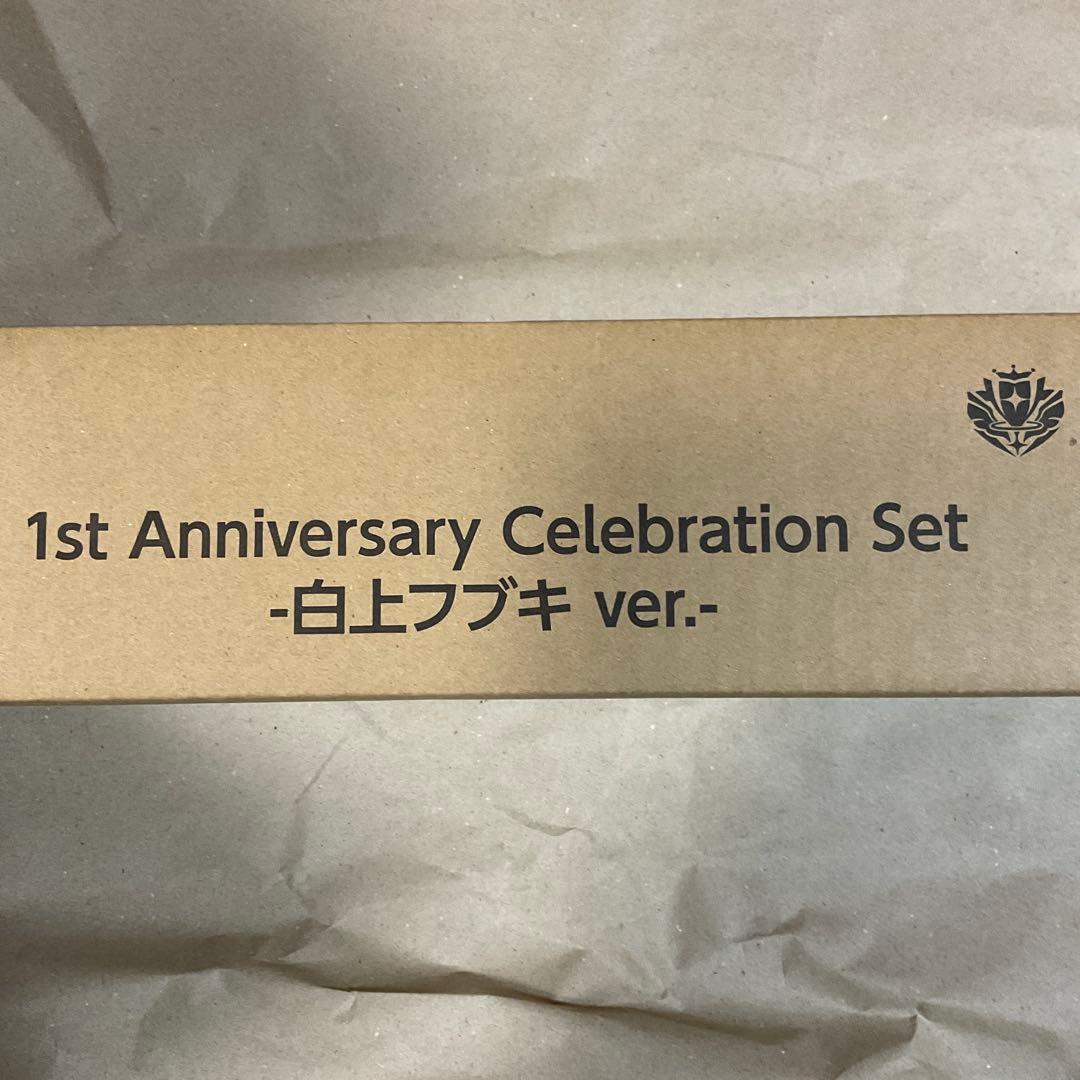 1st Anniversary Celebration Set
-白上フブキ ver.-